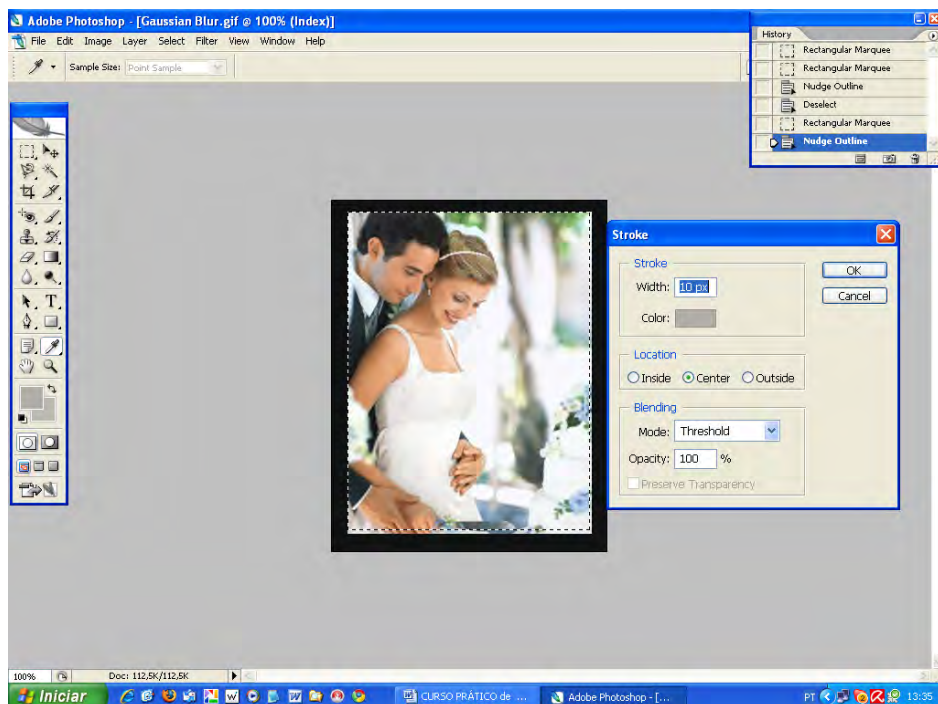 Adobe Photoshop - [Gaussian Blur.gif @ 100% (Index)]
File Edit Image Layer Select Filter View Window Help
Sample Size: Point Sample
History
Rectangular Marquee
Rectangular Marquee
Nudge Outline
Deselect
Rectangular Marquee
Nudge Outline
Stroke
Stroke
Width: 10 px
Color:
OK
Cancel
Location
Inside Center Outside
Blending
Mode: Threshold
Opacity: 100 %
Preserve Transparency
100% Doc: 112,5K/112,5K
Iniciar CURSO PRÁTICO de ... Adobe Photoshop - [... PT 13:35